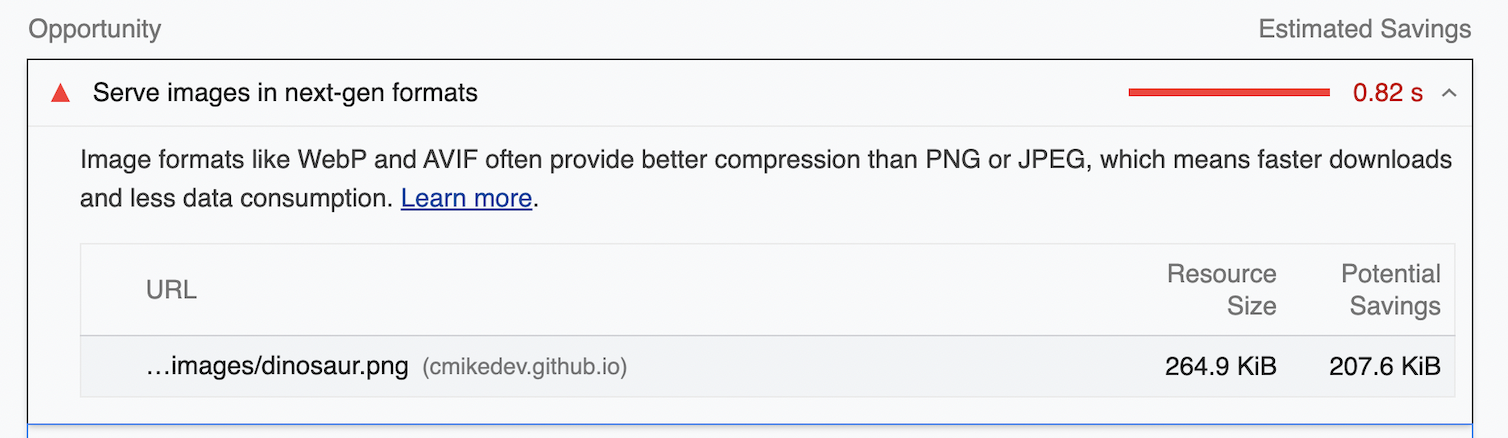 Opportunity Estimated Savings
Serve images in next-gen formats 0.82 s
Image formats like WebP and AVIF often provide better compression than PNG or JPEG, which means faster downloads
and less data consumption. Learn more.
URL Resource Size Potential Savings
…images/dinosaur.png (cmikedev.github.io) 264.9 KiB 207.6 KiB